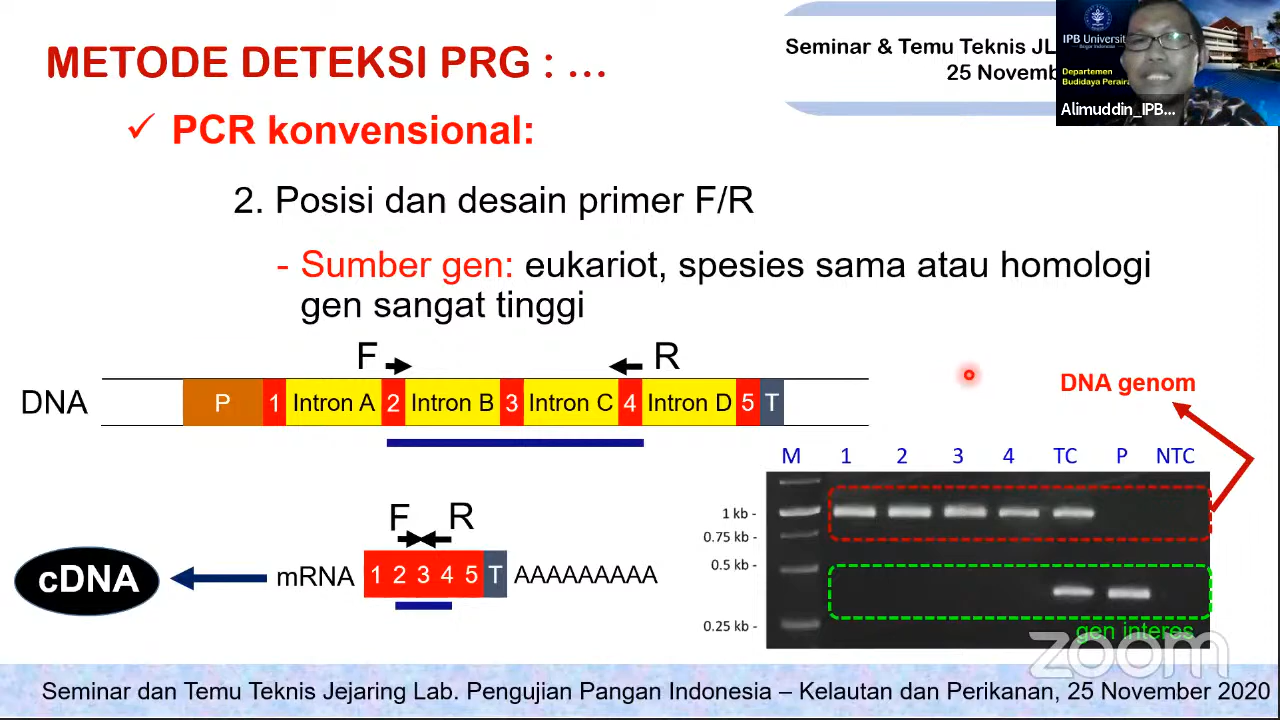 METODE DETEKSI PRG : ...
Seminar & Temu Teknis JL
25 Novemb
IPB Universit
Bogor Indonesia
Departemen
Budidaya Perair
Alimuddin_IPB...
✓ PCR konvensional:
2. Posisi dan desain primer F/R
- Sumber gen: eukariot, spesies sama atau homologi
gen sangat tinggi
F R
DNA P 1 Intron A 2 Intron B 3 Intron C 4 Intron D 5 T
DNA genom
M 1 2 3 4 TC P NTC
1 kb -
0.75 kb -
0.5 kb -
0.25 kb -
gen interes
F R
cDNA mRNA 1 2 3 4 5 T AAAAAAAAA
zoom
Seminar dan Temu Teknis Jejaring Lab. Pengujian Pangan Indonesia – Kelautan dan Perikanan, 25 November 2020